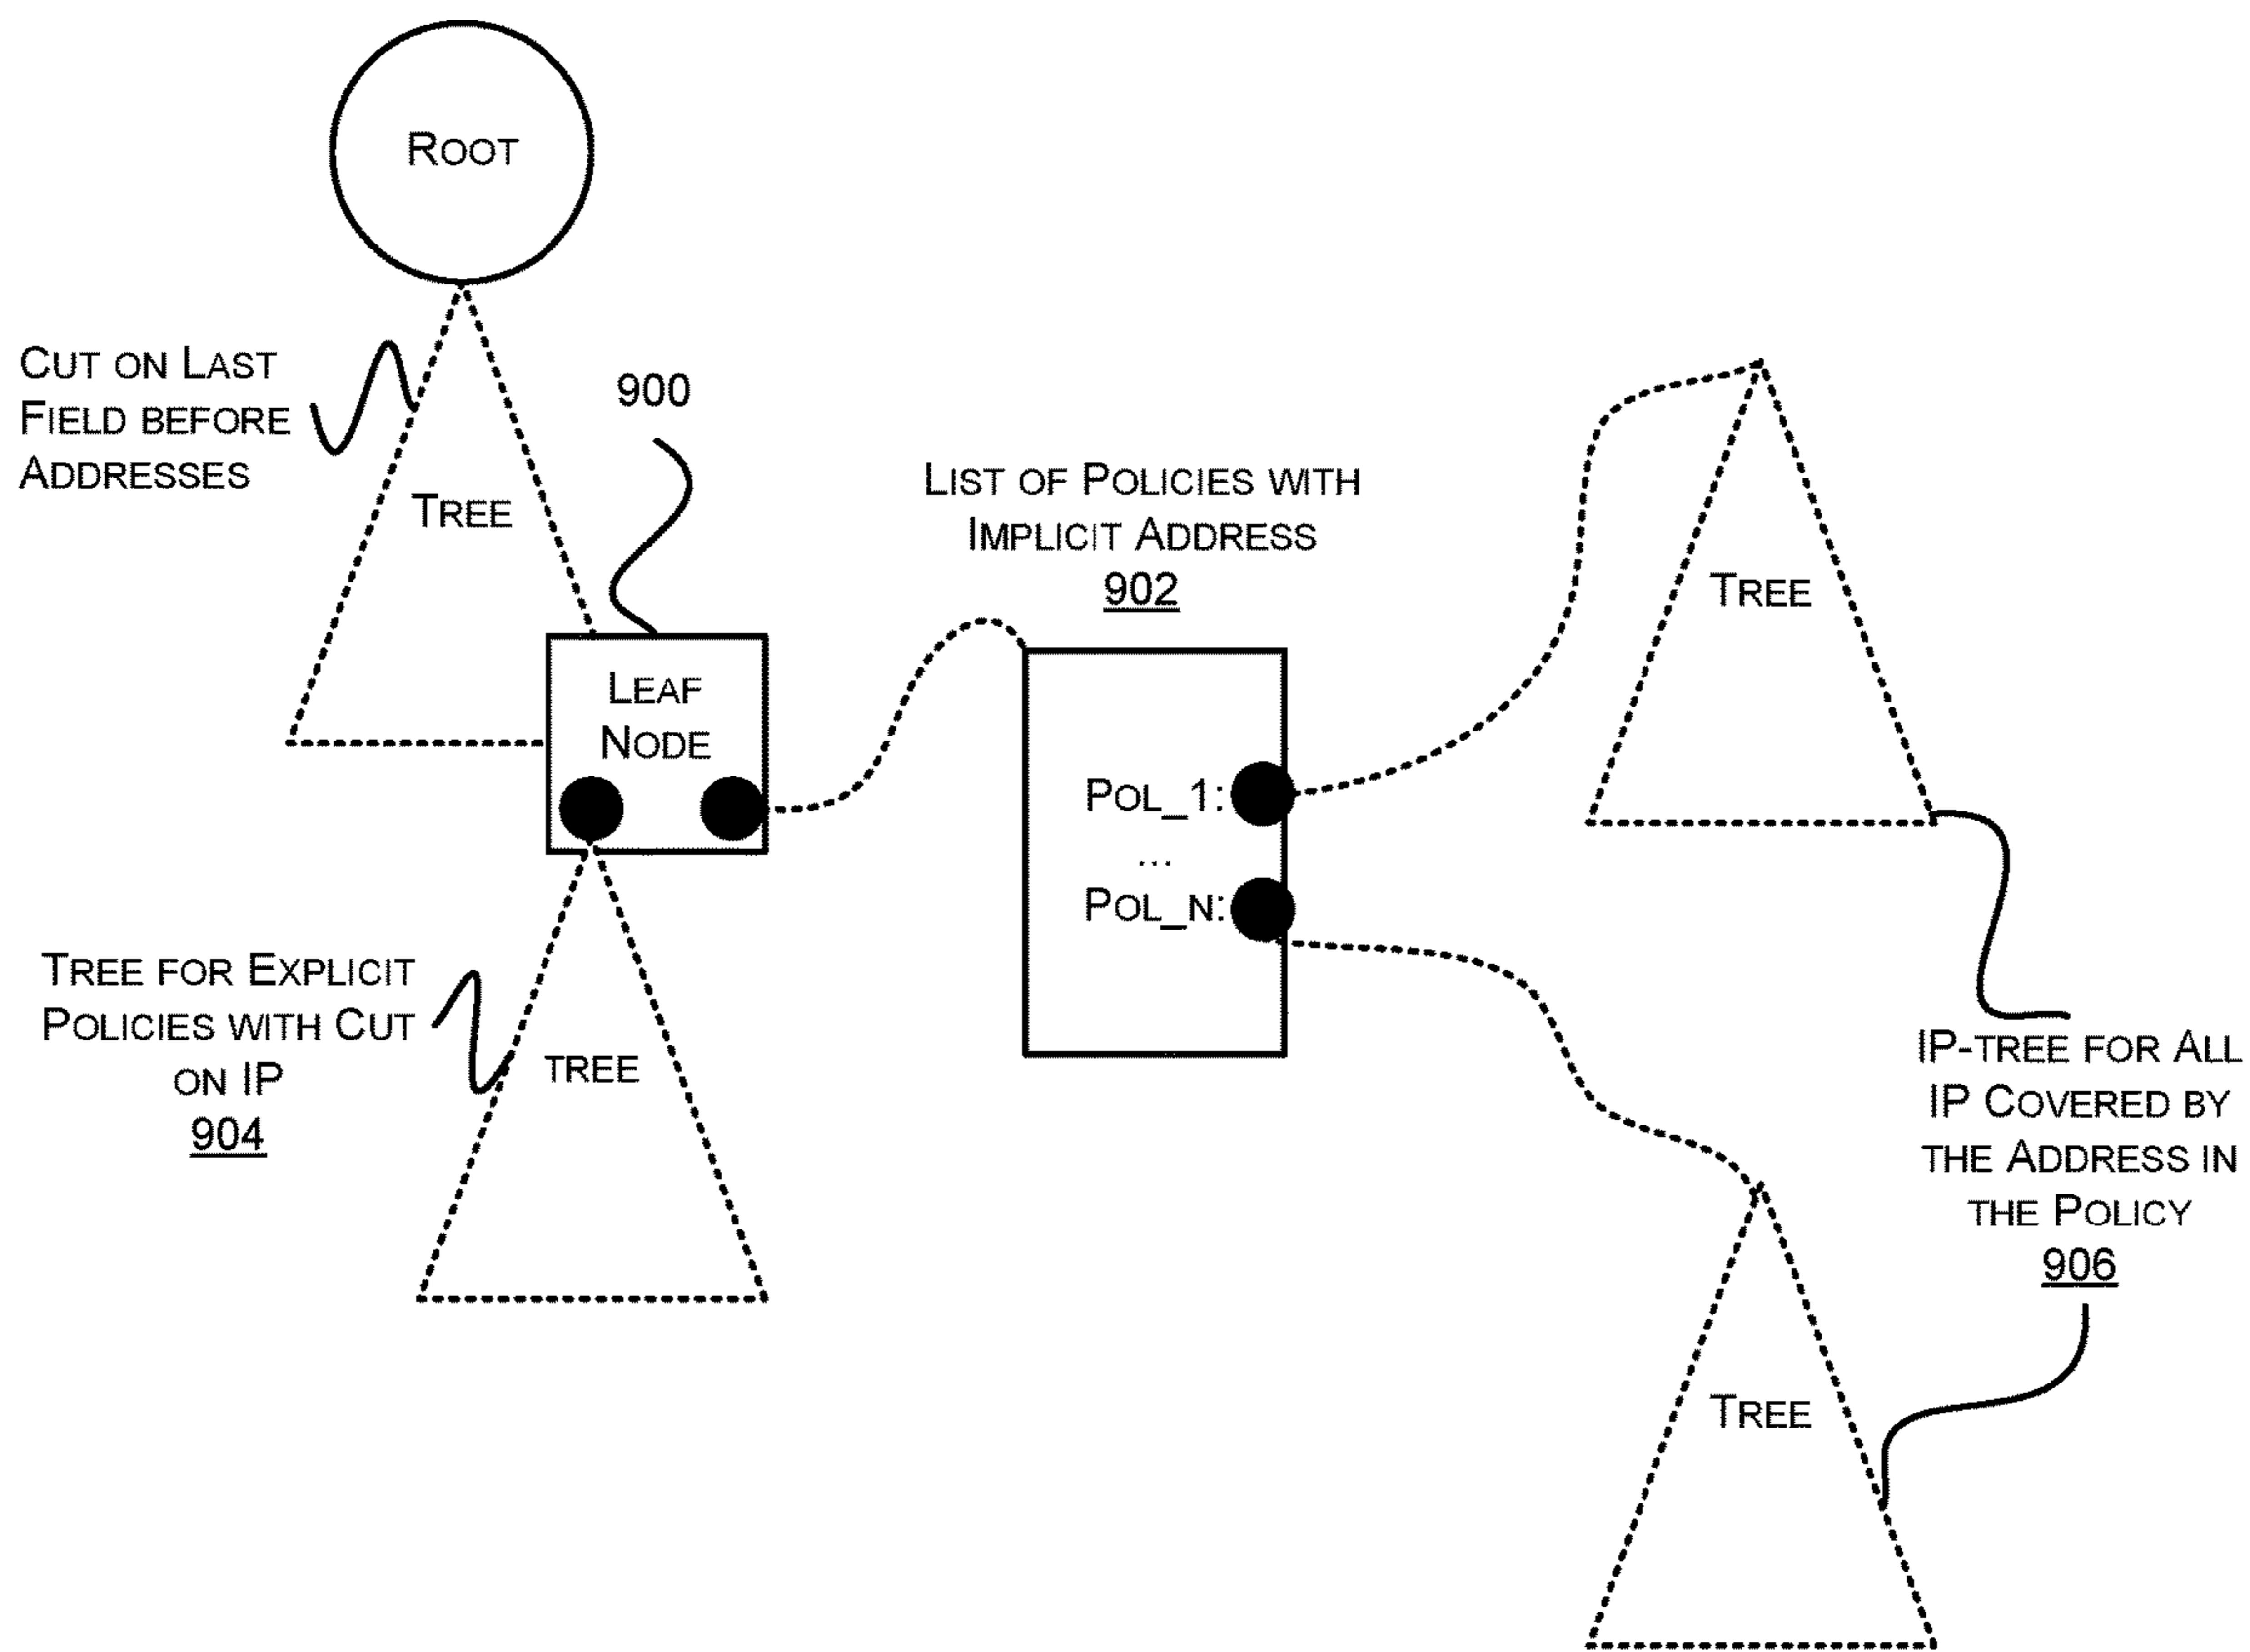 ROOT
CUT ON LAST
FIELD BEFORE
ADDRESSES
TREE
900
LEAF
NODE
LIST OF POLICIES WITH
IMPLICIT ADDRESS
902
POL_1:
...
POL_N:
TREE
TREE FOR EXPLICIT
POLICIES WITH CUT
ON IP
904
TREE
IP-TREE FOR ALL
IP COVERED BY
THE ADDRESS IN
THE POLICY
906
TREE